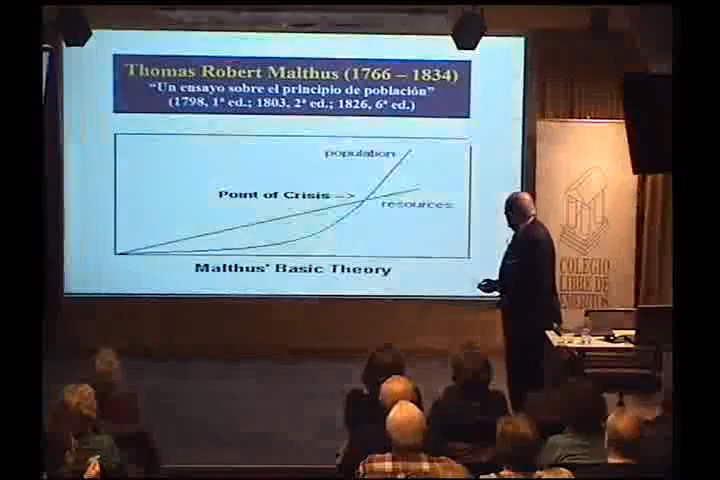 Thomas Robert Malthus (1766 – 1834)
“Un ensayo sobre el principio de población”
(1798, 1ª ed.; 1803, 2ª ed.; 1826, 6ª ed.)
population
Point of Crisis -->
resources
Malthus' Basic Theory
COLEGIO
LIBRE DE
EMÉRITOS